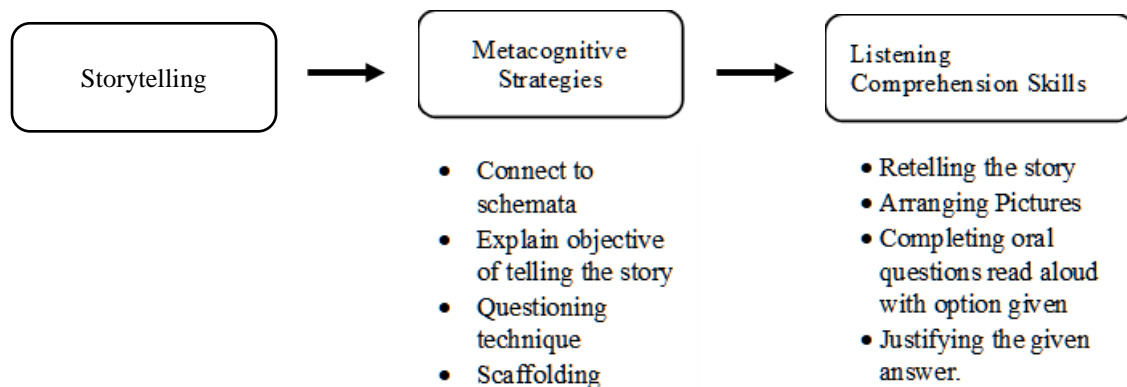 Storytelling
Metacognitive
Strategies
Listening
Comprehension Skills
• Connect to
schemata
• Explain objective
of telling the story
• Questioning
technique
• Scaffolding
• Retelling the story
• Arranging Pictures
• Completing oral
questions read aloud
with option given
• Justifying the given
answer.